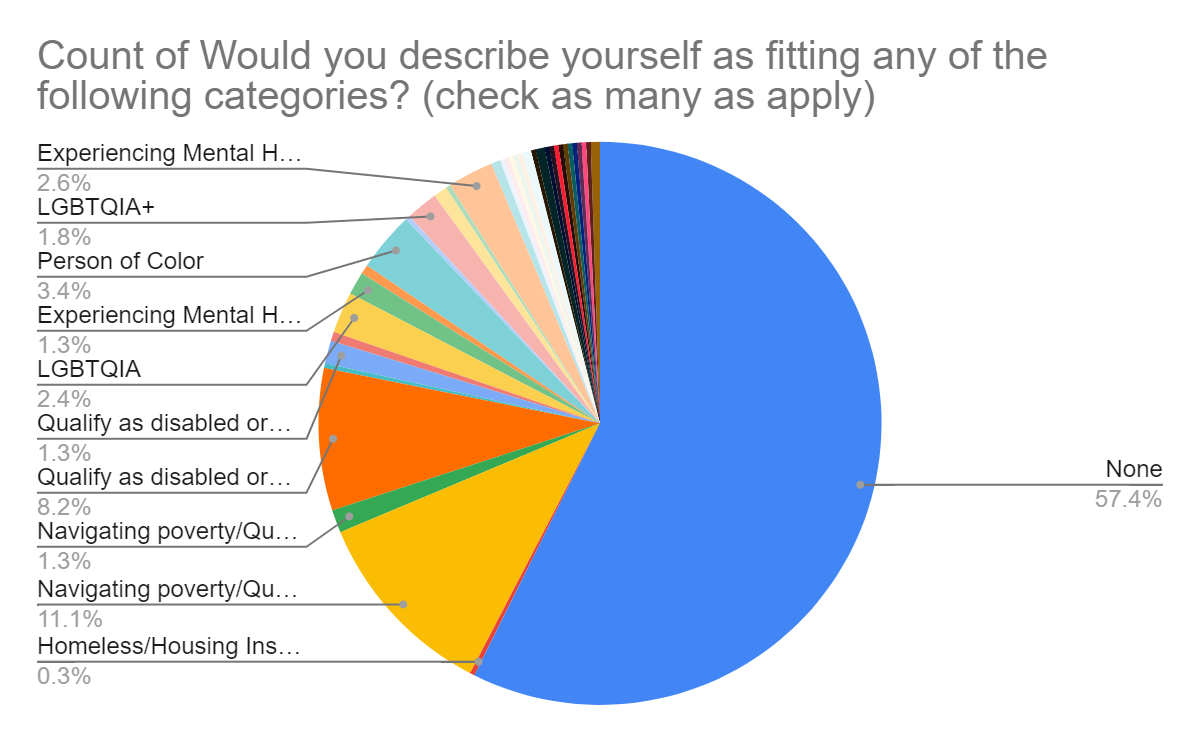 Count of Would you describe yourself as fitting any of the
following categories? (check as many as apply)
Experiencing Mental H…
2.6%
LGBTQIA+
1.8%
Person of Color
3.4%
Experiencing Mental H…
1.3%
LGBTQIA
2.4%
Qualify as disabled or…
1.3%
Qualify as disabled or…
8.2%
Navigating poverty/Qu…
1.3%
Navigating poverty/Qu…
11.1%
Homeless/Housing Ins…
0.3%
None
57.4%